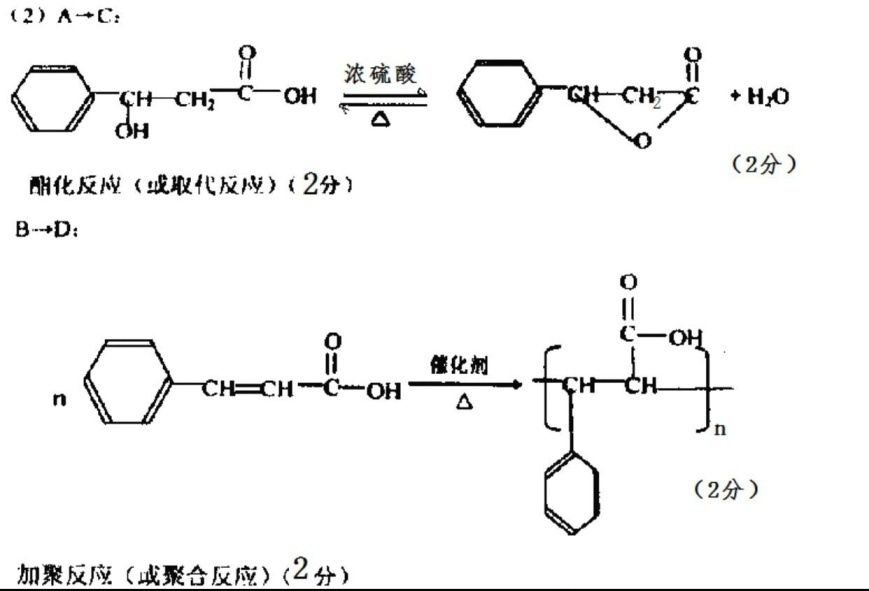 (2) A→C:
O
CH—CH₂—C—OH
OH
浓硫酸
△
O
CH—CH₂—C
O
+ H₂O
(2分)
酯化反应(或取代反应)(2分)
B→D:
n
CH=CH—C—OH
O
催化剂
△
O
C—OH
CH—CH
n
(2分)
加聚反应(或聚合反应)(2分)